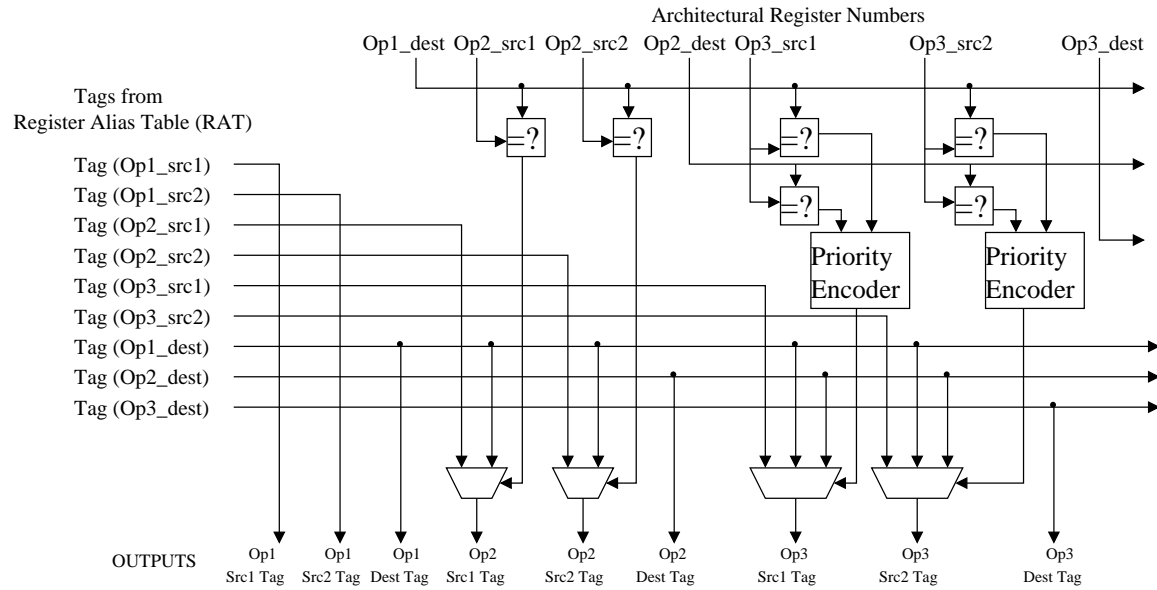 Architectural Register Numbers
Op1_dest Op2_src1 Op2_src2 Op2_dest Op3_src1 Op3_src2 Op3_dest
Tags from
Register Alias Table (RAT)
=? =? =? =?
Tag (Op1_src1)
Tag (Op1_src2)
=? =?
Tag (Op2_src1)
Tag (Op2_src2)
Tag (Op3_src1)
Tag (Op3_src2)
Priority Priority
Encoder Encoder
Tag (Op1_dest)
Tag (Op2_dest)
Tag (Op3_dest)
OUTPUTS
Op1 Op1 Op1 Op2 Op2 Op2 Op3 Op3 Op3
Src1 Tag Src2 Tag Dest Tag Src1 Tag Src2 Tag Dest Tag Src1 Tag Src2 Tag Dest Tag